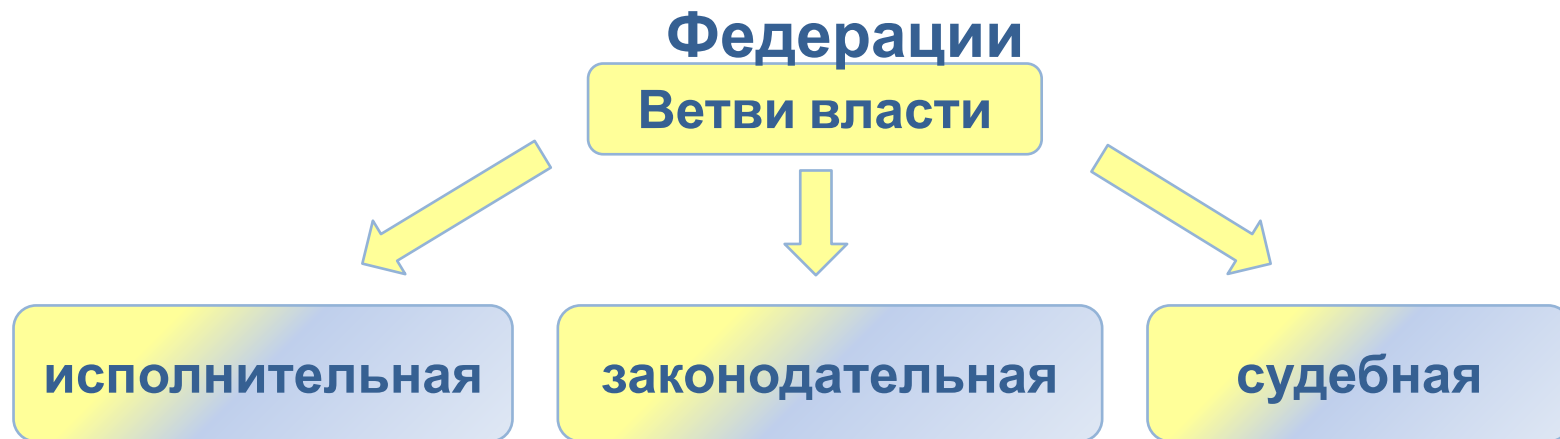 Федерации
Ветви власти
исполнительная
законодательная
судебная